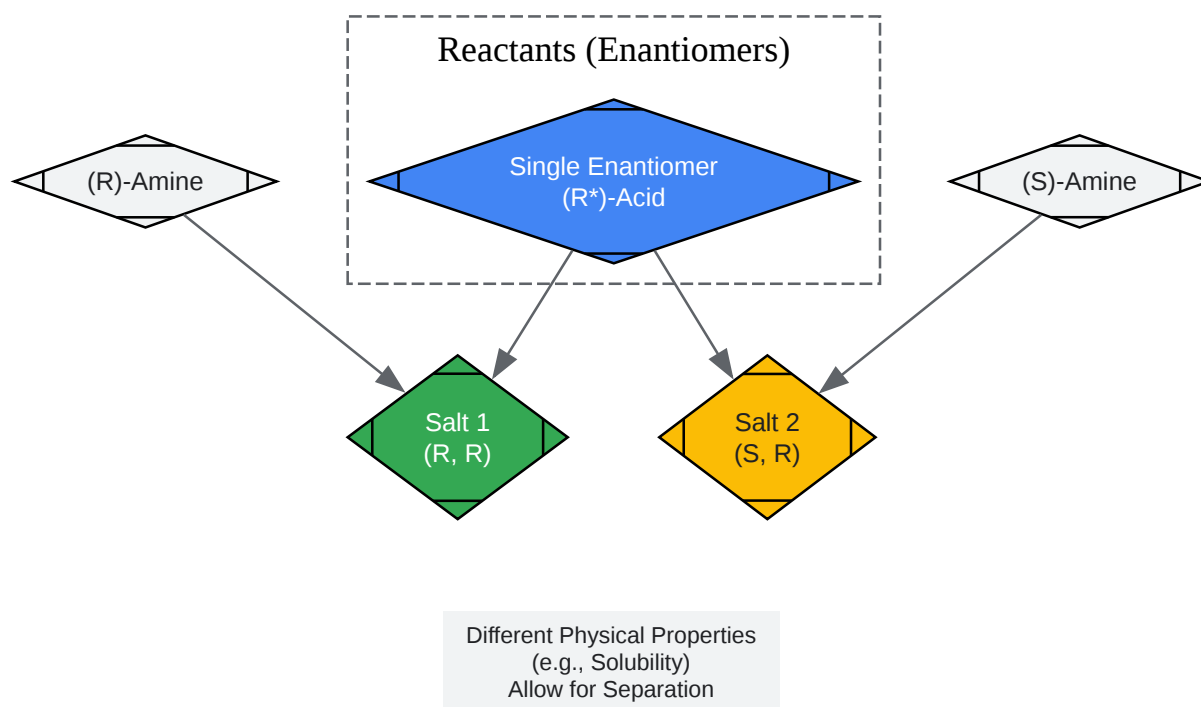 Reactants (Enantiomers)
(R)-Amine
Single Enantiomer
(R*)-Acid
(S)-Amine
Salt 1
(R, R)
Salt 2
(S, R)
Different Physical Properties
(e.g., Solubility)
Allow for Separation